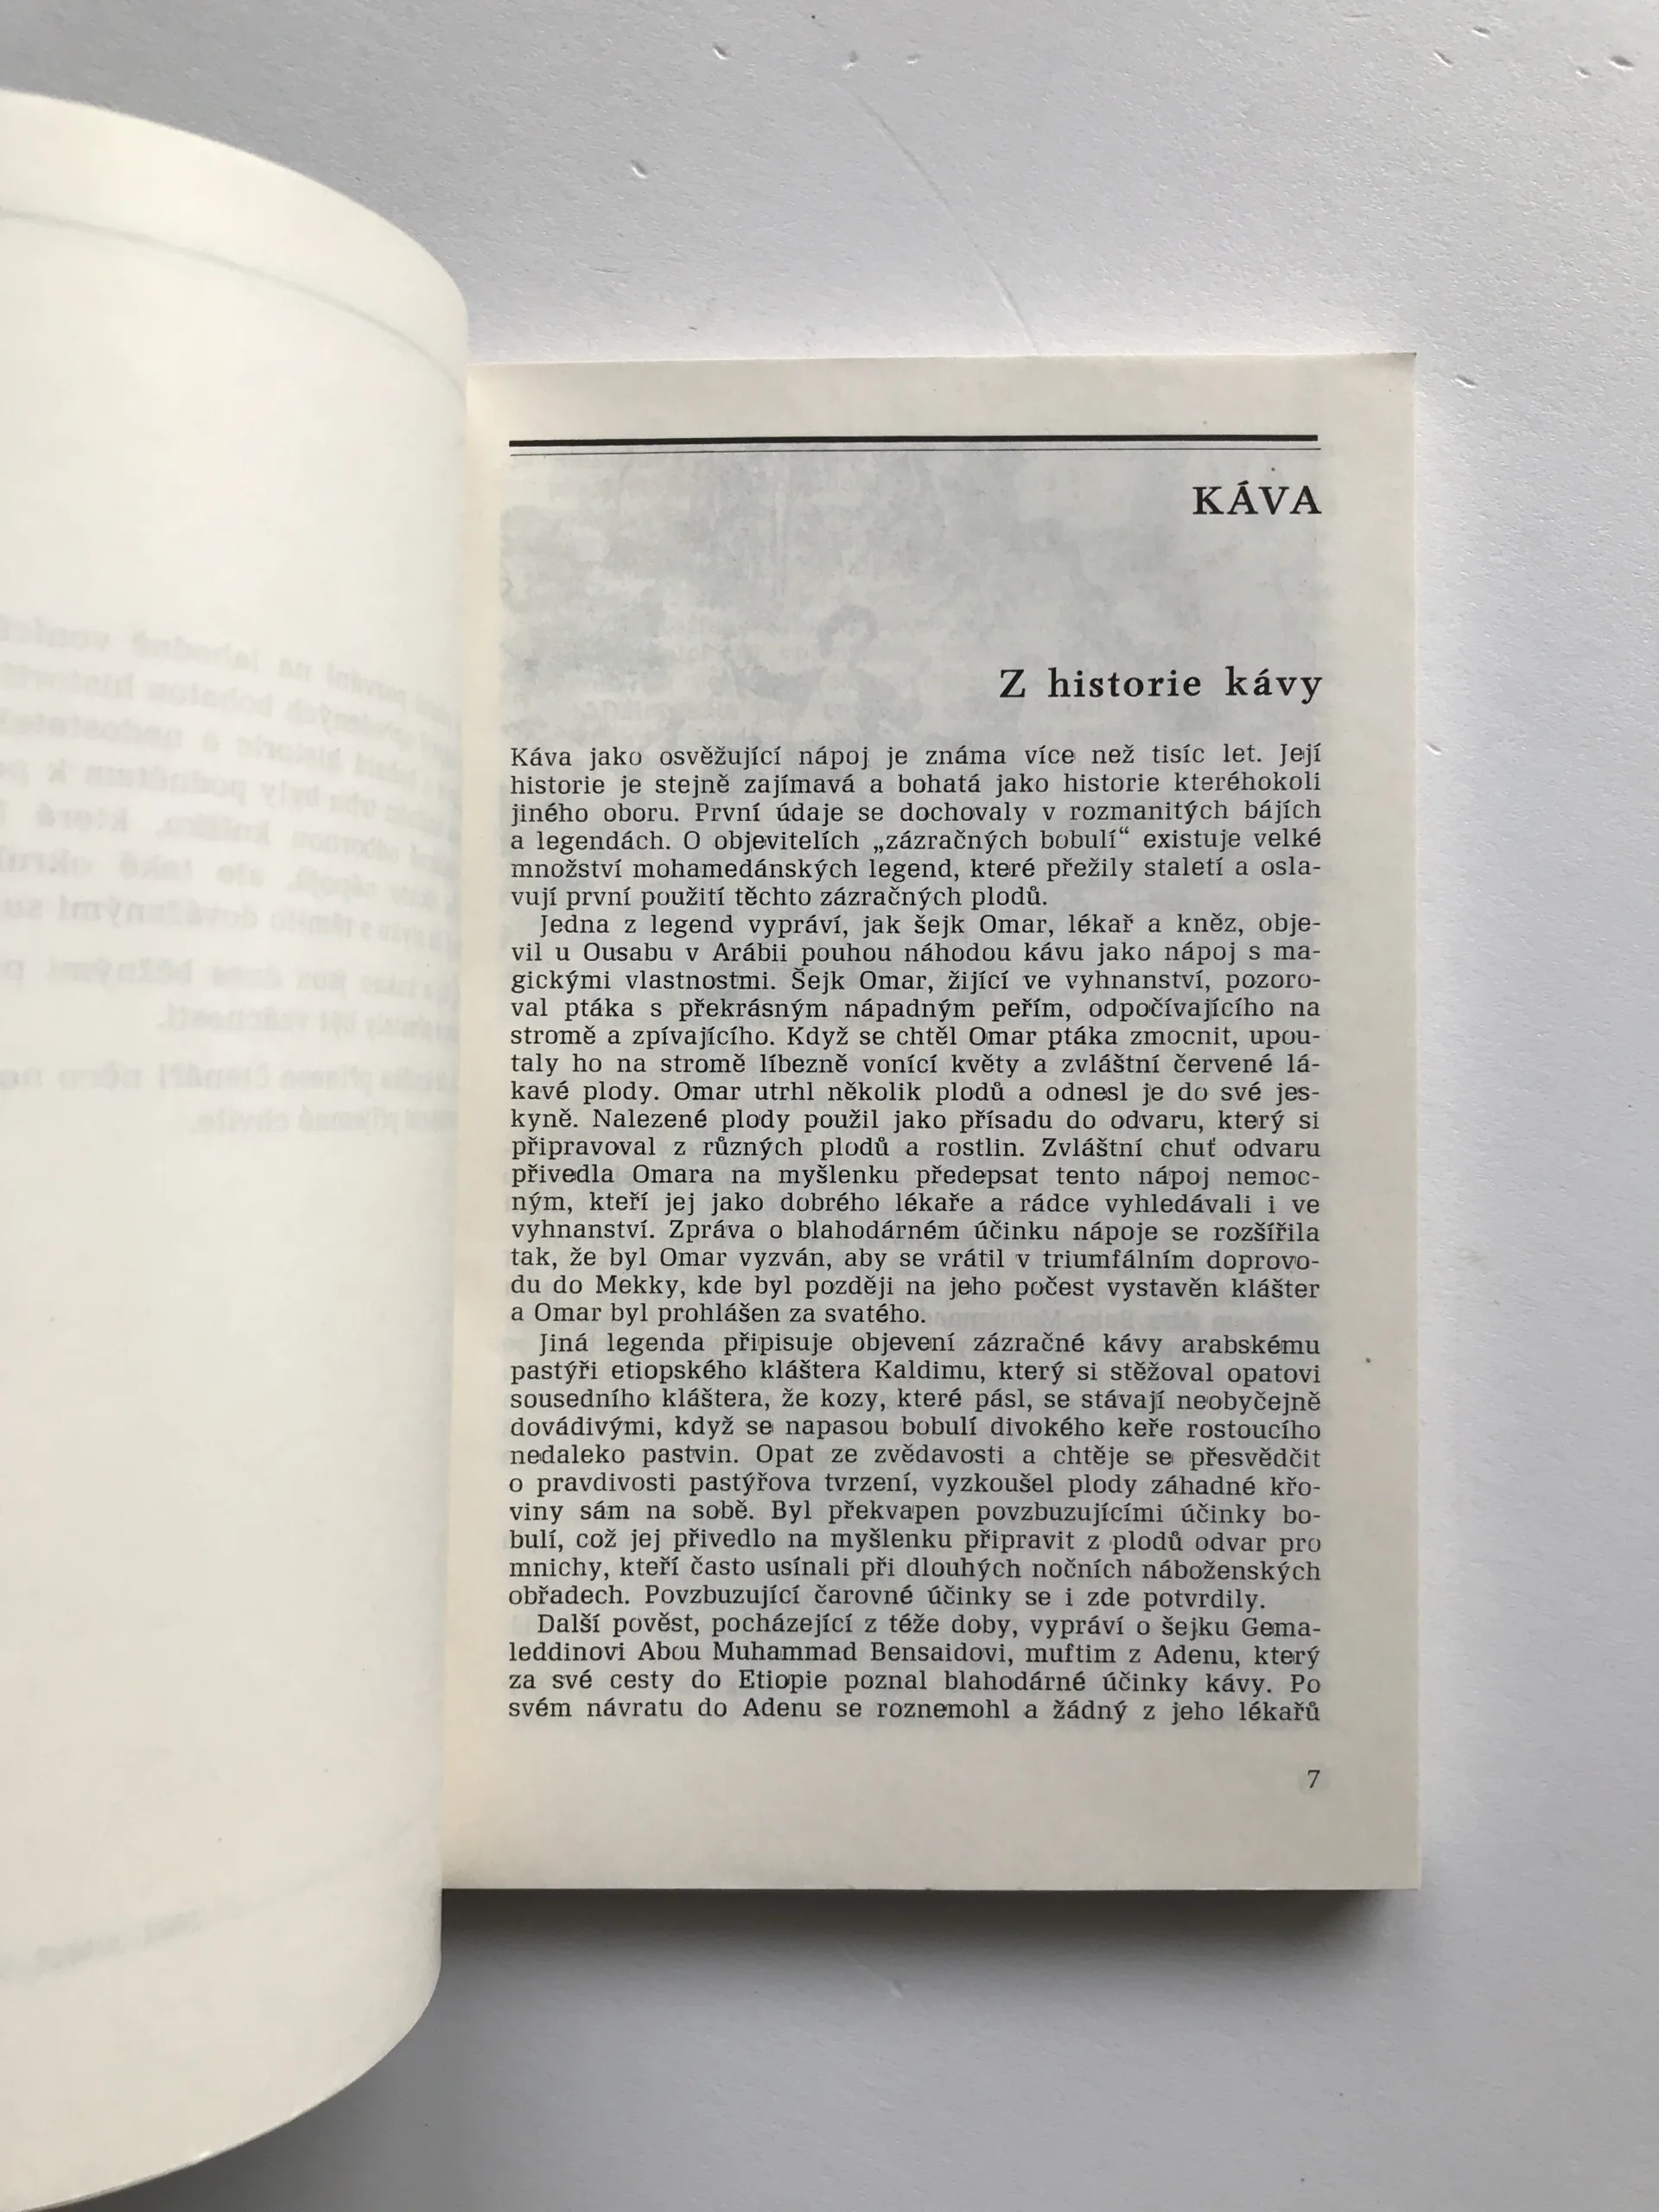 KÁVA
Z historie kávy
Káva jako osvěžující nápoj je známa více než tisíc let. Její
historie je stejně zajímavá a bohatá jako historie kteréhokoli
jiného oboru. První údaje se dochovaly v rozmanitých bájích
a legendách. O objevitelích „zázračných bobulí“ existuje velké
množství mohamedánských legend, které přežily staletí a osla-
vují první použití těchto zázračných plodů.
Jedna z legend vypráví, jak šejk Omar, lékař a kněz, obje-
vil u Ousabu v Arábii pouhou náhodou kávu jako nápoj s ma-
gickými vlastnostmi. Šejk Omar, žijící ve vyhnanství, pozoro-
val ptáka s překrásným nápadným peřím, odpočívajícího na
stromě a zpívajícího. Když se chtěl Omar ptáka zmocnit, upou-
taly ho na stromě líbezně vonící květy a zvláštní červené lá-
kavé plody. Omar utrhl několik plodů a odnesl je do své jes-
kyně. Nalezené plody použil jako přísadu do odvaru, který si
připravoval z různých plodů a rostlin. Zvláštní chuť odvaru
přivedla Omara na myšlenku předepsat tento nápoj nemoc-
ným, kteří jej jako dobrého lékaře a rádce vyhledávali i ve
vyhnanství. Zpráva o blahodárném účinku nápoje se rozšířila
tak, že byl Omar vyzván, aby se vrátil v triumfálním doprovo-
du do Mekky, kde byl později na jeho počest vystavěn klášter
a Omar byl prohlášen za svatého.
Jiná legenda připisuje objevení zázračné kávy arabskému
pastýři etiopského kláštera Kaldimu, který si stěžoval opatovi
sousedního kláštera, že kozy, které pásl, se stávají neobyčejně
dovádivými, když se napasou bobulí divokého keře rostoucího
nedaleko pastvin. Opat ze zvědavosti a chtěje se přesvědčit
o pravdivosti pastýřova tvrzení, vyzkoušel plody záhadné křo-
viny sám na sobě. Byl překvapen povzbuzujícími účinky bo-
bulí, což jej přivedlo na myšlenku připravit z plodů odvar pro
mnichy, kteří často usínali při dlouhých nočních náboženských
obřadech. Povzbuzující čarovné účinky se i zde potvrdily.
Další pověst, pocházející z téže doby, vypráví o šejku Gema-
leddinovi Abou Muhammad Bensaidovi, muftim z Adenu, který
za své cesty do Etiopie poznal blahodárné účinky kávy. Po
svém návratu do Adenu se roznemohl a žádný z jeho lékařů
7